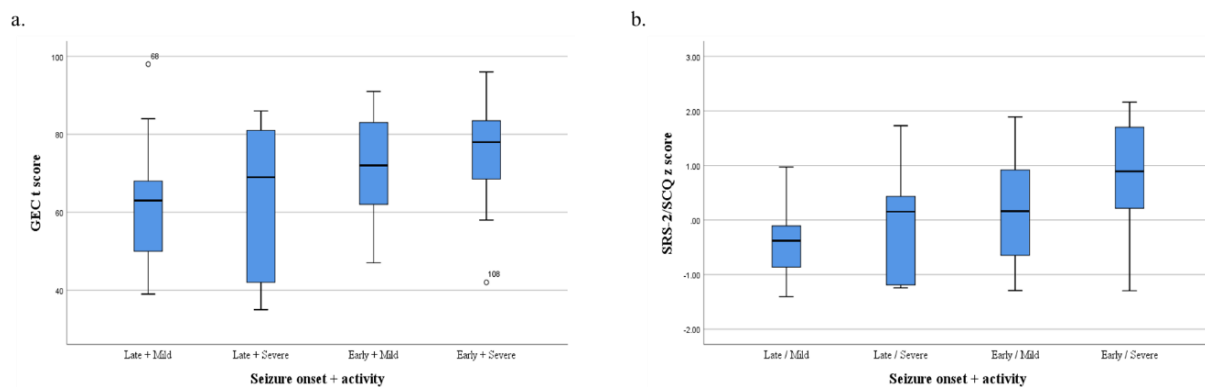 a.
b.
GEC t score
100
80
60
40
68
108
Late + Mild
Late + Severe
Early + Mild
Early + Severe
Seizure onset + activity
SRS-2/SCQ z score
3.00
2.00
1.00
.00
-1.00
-2.00
Late / Mild
Late / Severe
Early / Mild
Early / Severe
Seizure onset + activity